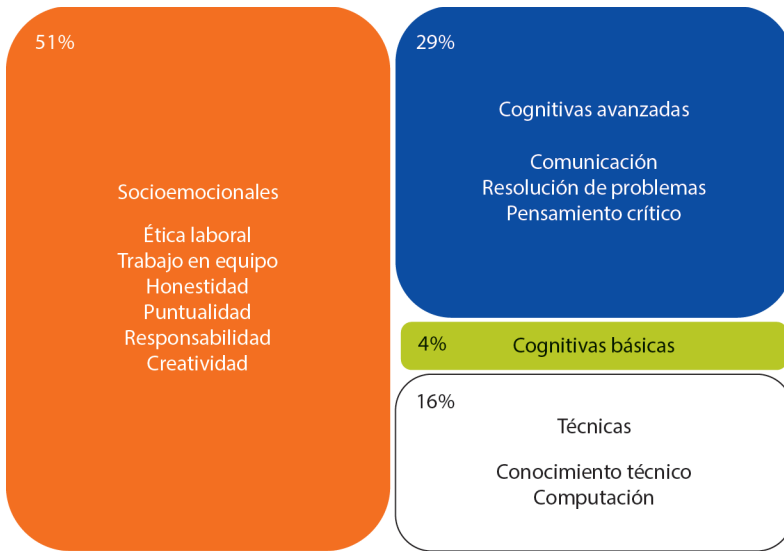 51%
Socioemocionales
Ética laboral
Trabajo en equipo
Honestidad
Puntualidad
Responsabilidad
Creatividad
29%
Cognitivas avanzadas
Comunicación
Resolución de problemas
Pensamiento crítico
4%
Cognitivas básicas
16%
Técnicas
Conocimiento técnico
Computación